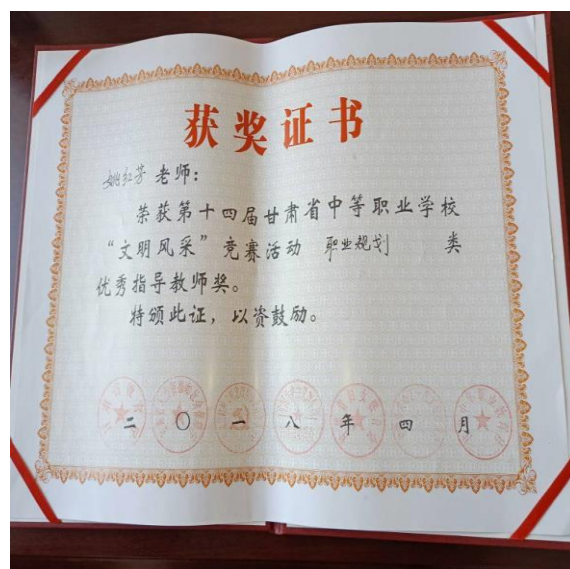 获奖证书
姚红芳 老师：
荣获第十四届甘肃省中等职业学校
“文明风采”竞赛活动 职业规划 类
优秀指导教师奖。
特颁此证，以资鼓励。
二〇一八年四月